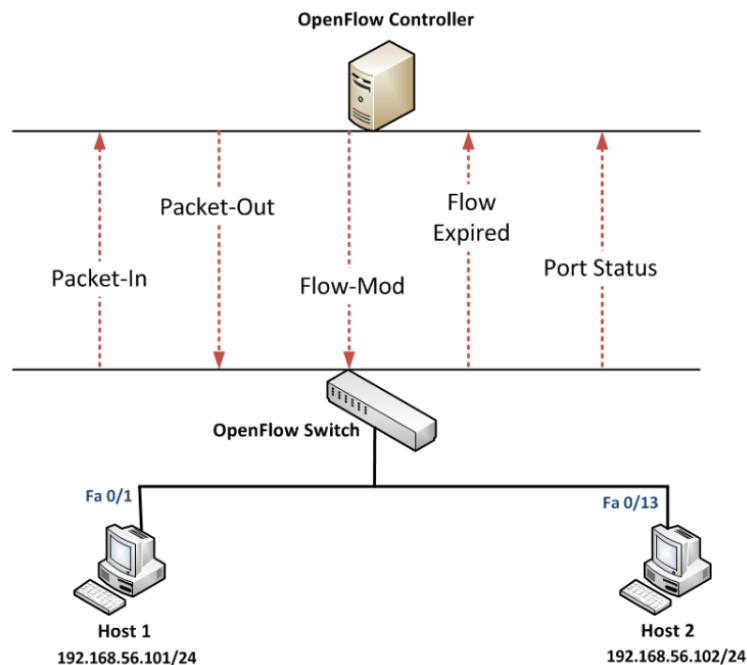 OpenFlow Controller
Packet-In
Packet-Out
Flow-Mod
Flow
Expired
Port Status
OpenFlow Switch
Fa 0/1
Fa 0/13
Host 1
192.168.56.101/24
Host 2
192.168.56.102/24